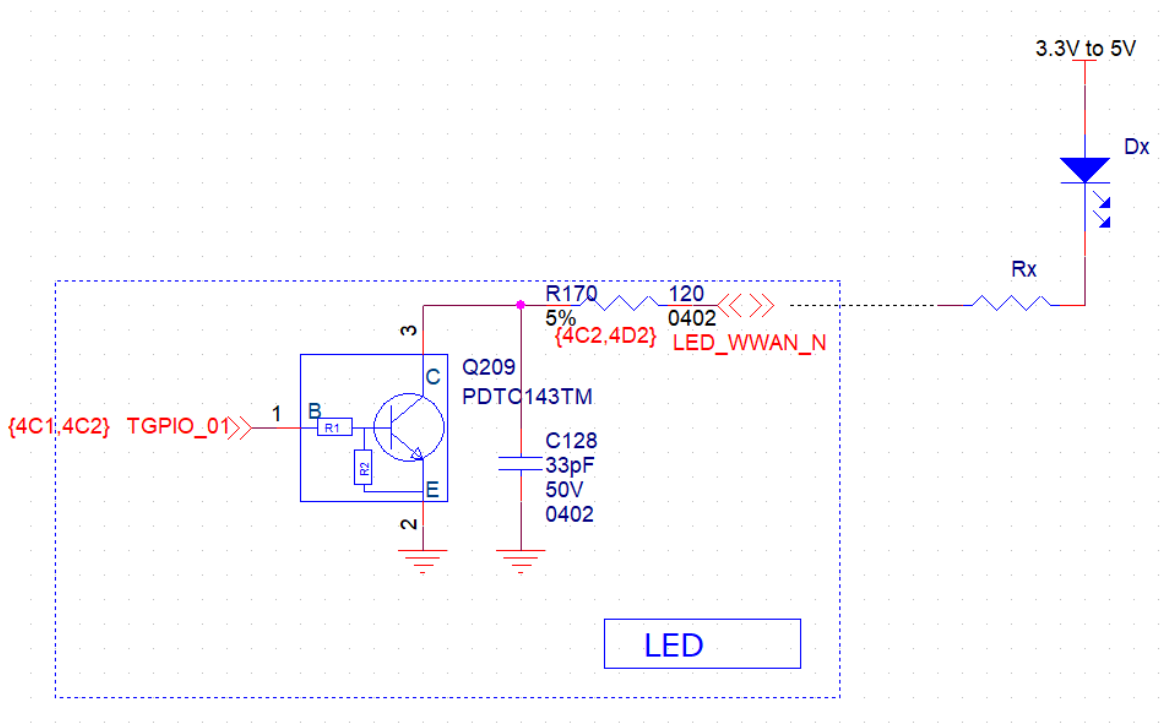 3.3V to 5V
Dx
Rx
R170
120
5%
0402
{4C2,4D2}
LED_WWAN_N
3
C
Q209
PDTC143TM
{4C1,4C2}
TGPIO_01
1
B
R1
R2
E
2
C128
33pF
50V
0402
LED